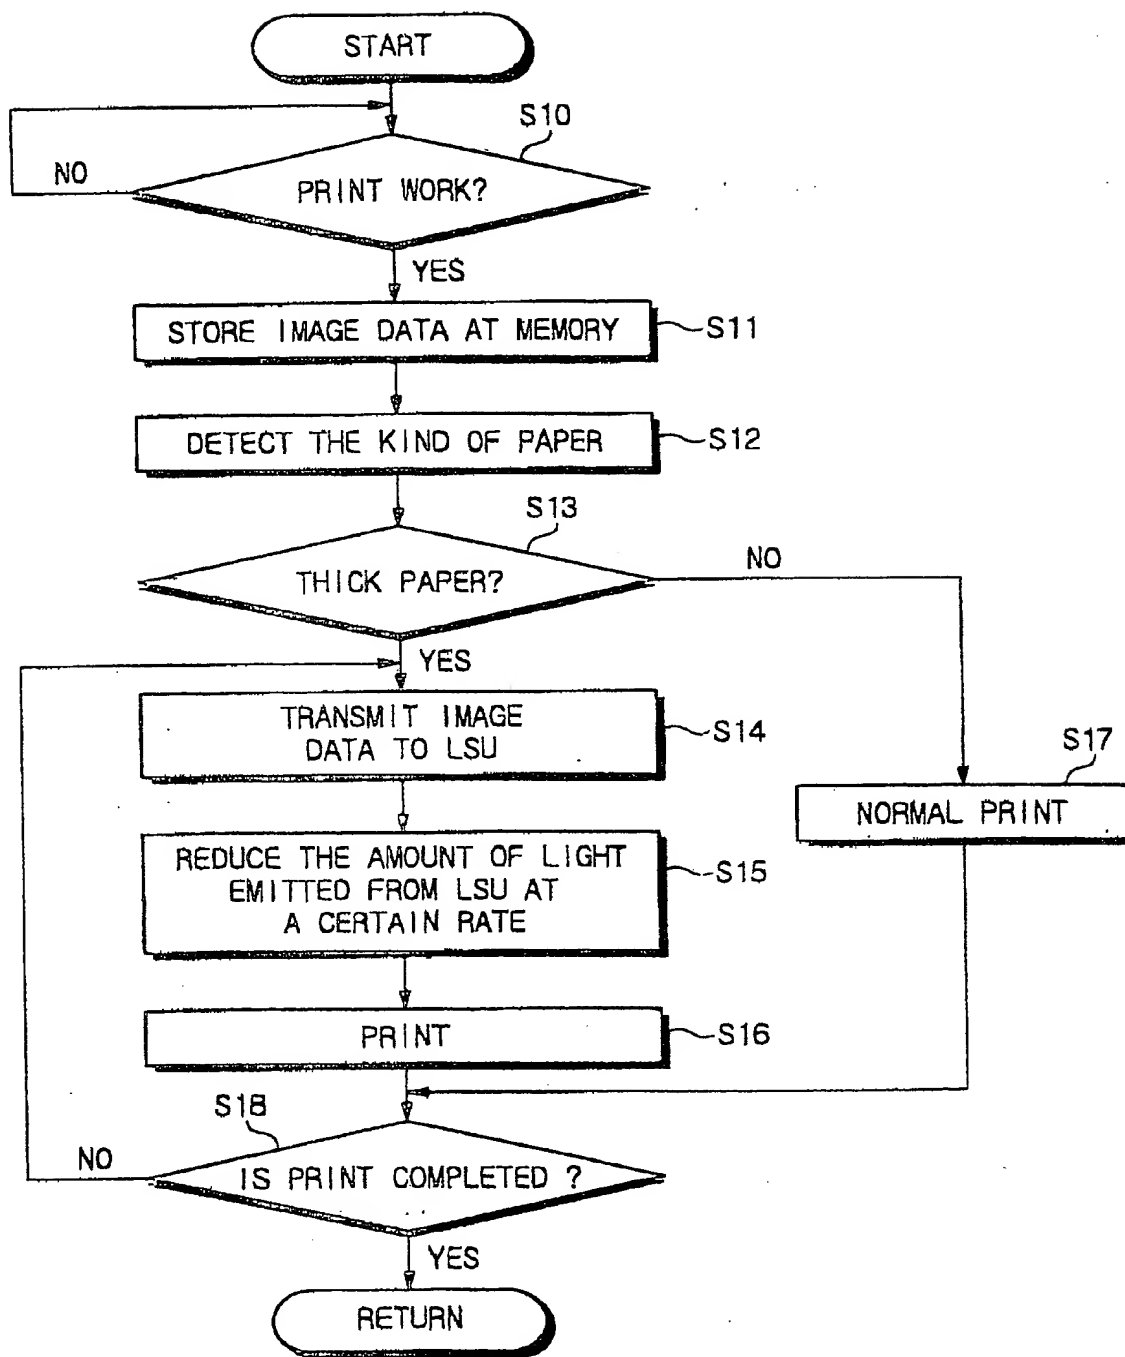 START
S10
NO
PRINT WORK?
YES
STORE IMAGE DATA AT MEMORY
S11
DETECT THE KIND OF PAPER
S12
S13
THICK PAPER?
NO
YES
TRANSMIT IMAGE
DATA TO LSU
S14
S17
NORMAL PRINT
REDUCE THE AMOUNT OF LIGHT
EMITTED FROM LSU AT
A CERTAIN RATE
S15
PRINT
S16
S18
NO
IS PRINT COMPLETED ?
YES
RETURN